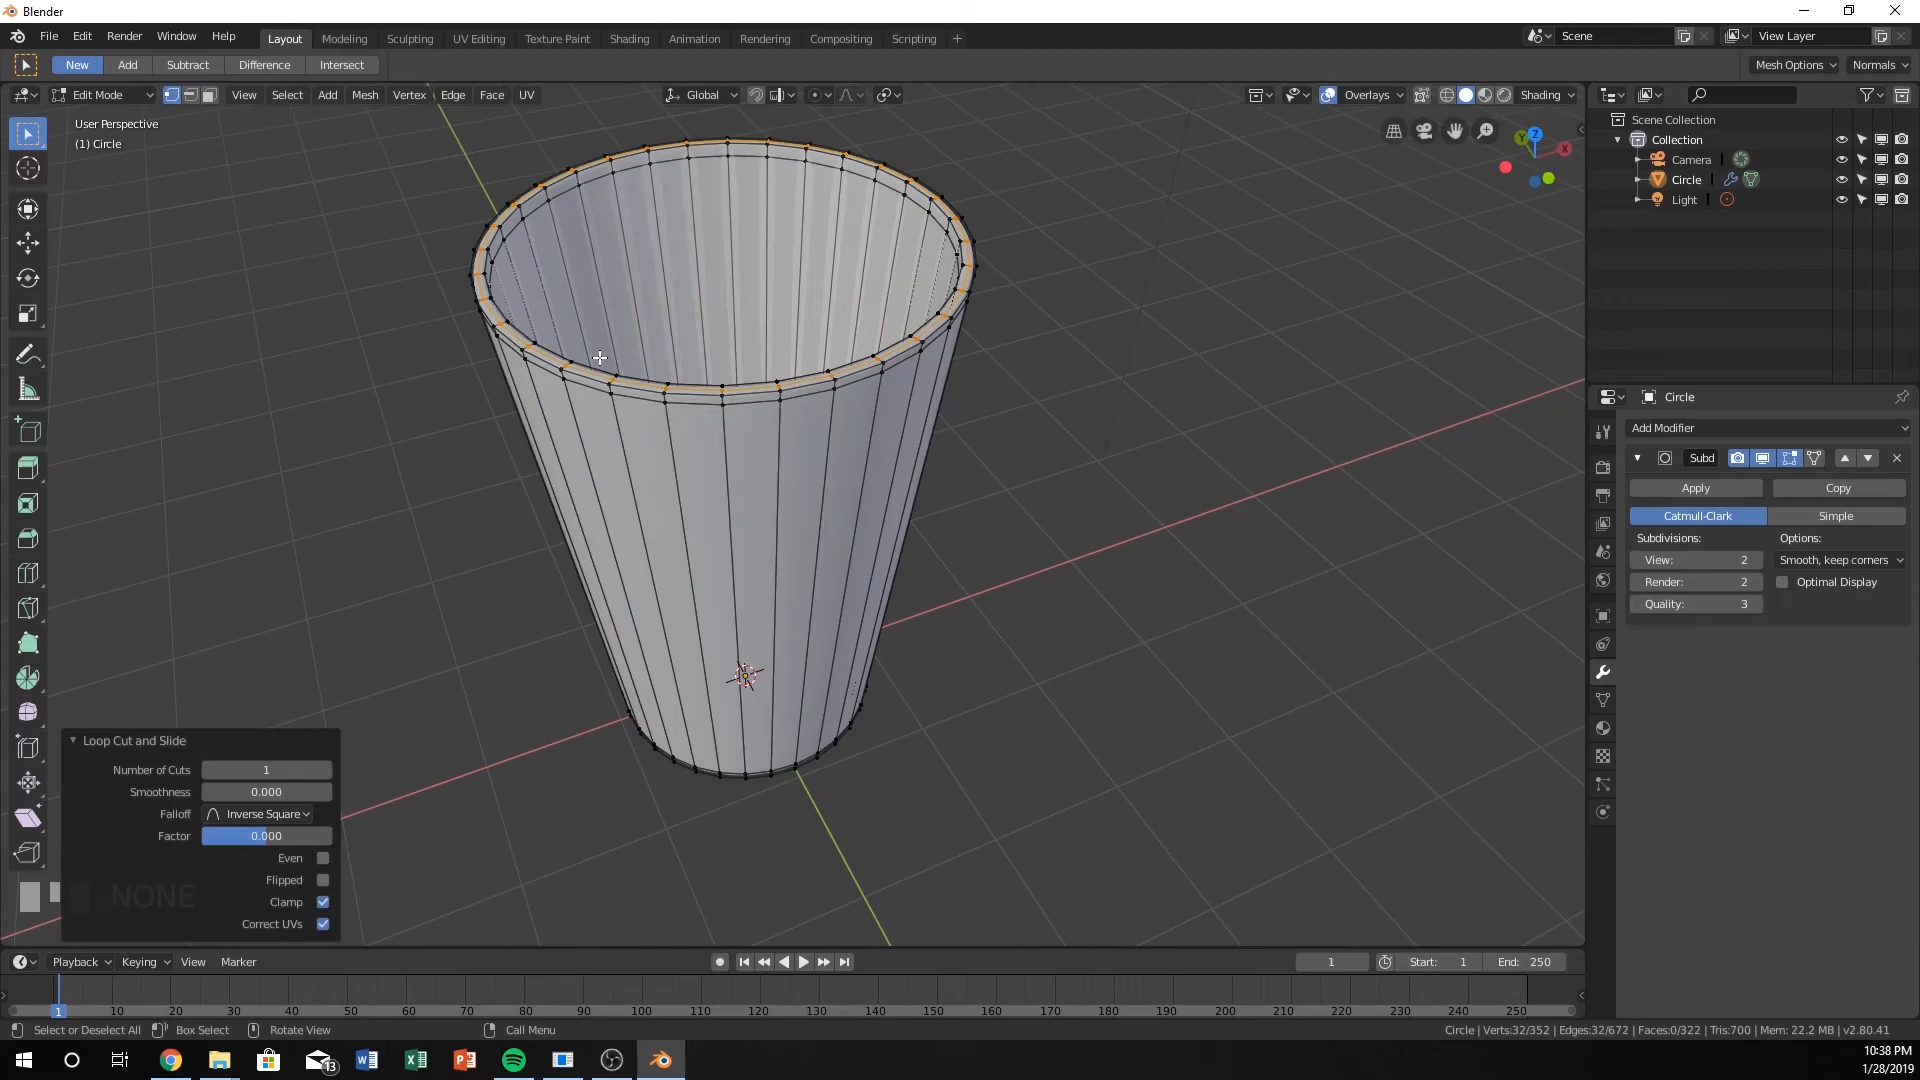 Blender
File Edit Render Window Help Layout Modeling Sculpting UV Editing Texture Paint Shading Animation Rendering Compositing Scripting Scene View Layer
New Add Subtract Difference Intersect Mesh Options Normals
Edit Mode View Select Add Mesh Vertex Edge Face UV Global Overlays Shading
User Perspective
(1) Circle
Z
Y
X
Scene Collection
Collection
Camera
Circle
Light
Circle
Add Modifier
Subd
Apply Copy
Catmull-Clark Simple
Subdivisions: Options:
View: 2 Smooth, keep corners
Render: 2 Optimal Display
Quality: 3
Loop Cut and Slide
Number of Cuts 1
Smoothness 0.000
Falloff Inverse Square
Factor 0.000
Even
Flipped
NONE
Clamp
Correct UVs
Playback Keying View Marker 1 Start: 1 End: 250
1 10 20 30 40 50 60 70 80 90 100 110 120 130 140 150 160 170 180 190 200 210 220 230 240 250
Select or Deselect All Box Select Rotate View Call Menu Circle | Verts:32/352 | Edges:32/672 | Faces:0/322 | Tris:700 | Mem: 22.2 MB | v2.80.41
13
10:38 PM
1/28/2019